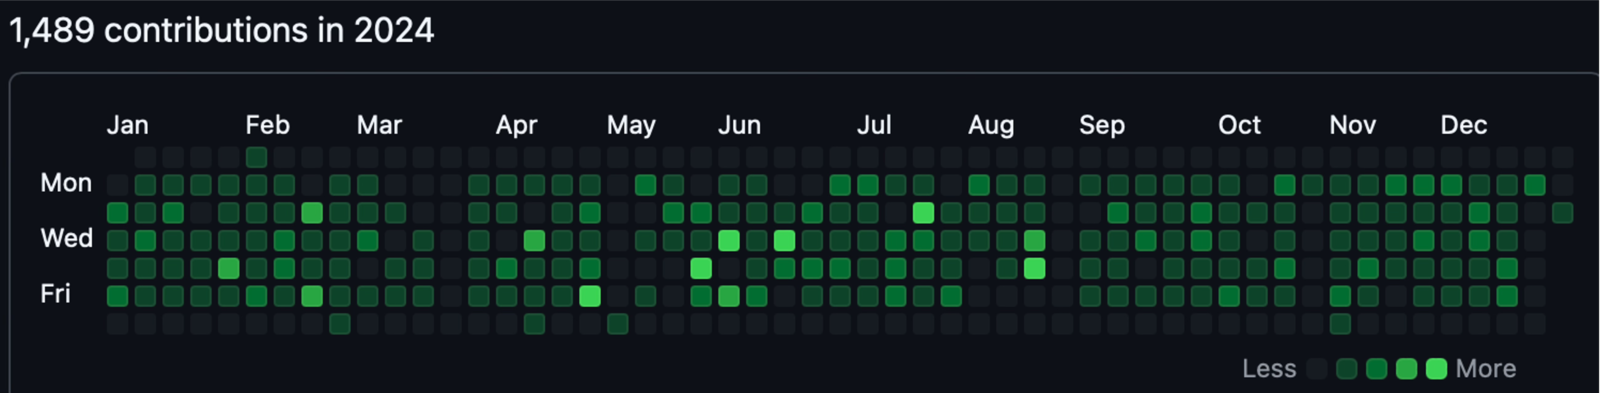 1,489 contributions in 2024
Jan Feb Mar Apr May Jun Jul Aug Sep Oct Nov Dec
Mon
Wed
Fri
Less More